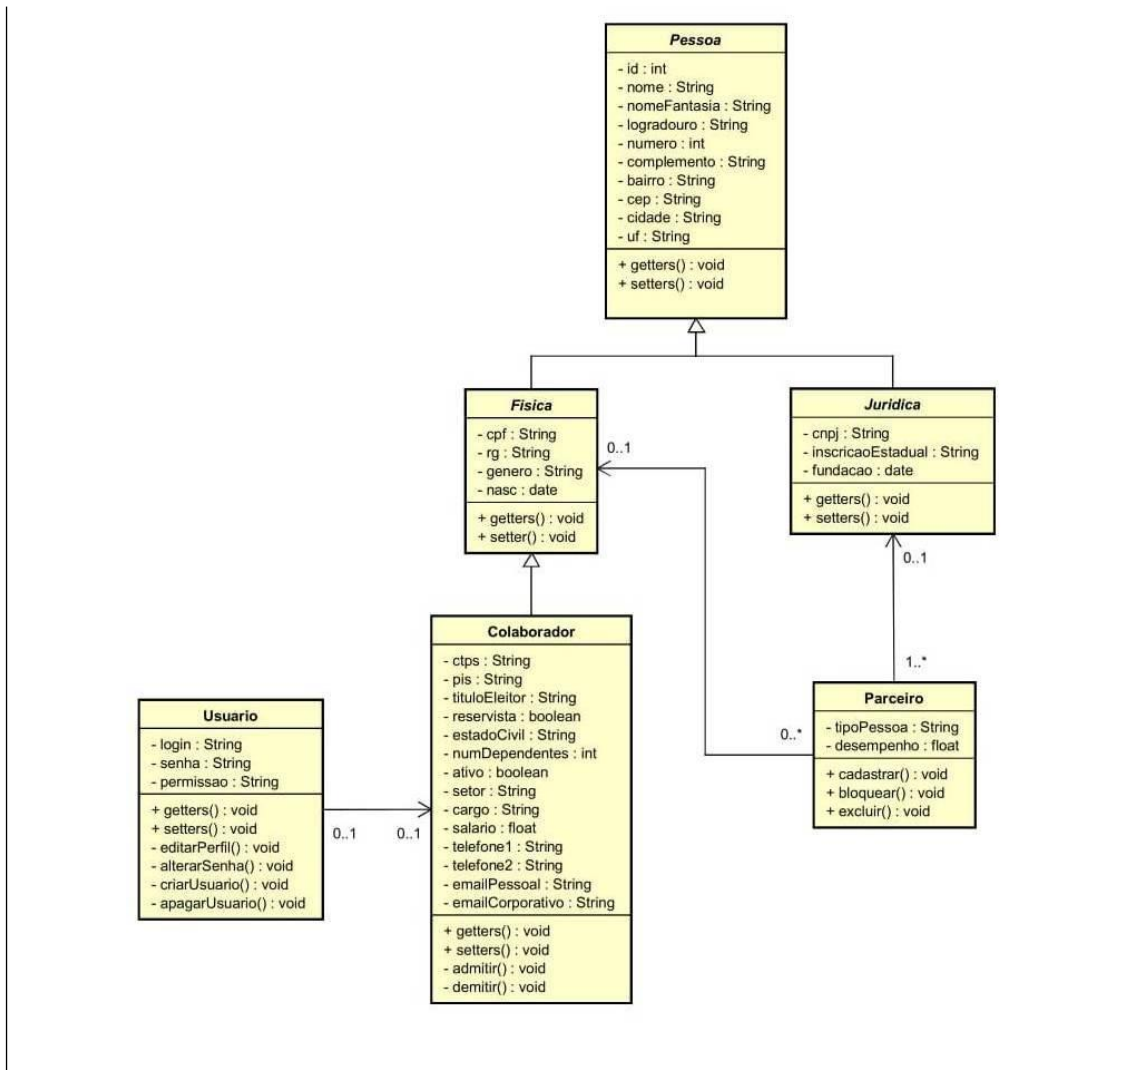 Pessoa
- id : int
- nome : String
- nomeFantasia : String
- logradouro : String
- numero : int
- complemento : String
- bairro : String
- cep : String
- cidade : String
- uf : String
+ getters() : void
+ setters() : void
Fisica
- cpf : String
- rg : String
- genero : String
- nasc : date
+ getters() : void
+ setter() : void
0..1
Juridica
- cnpj : String
- inscricaoEstadual : String
- fundacao : date
+ getters() : void
+ setters() : void
0..1
Colaborador
- ctps : String
- pis : String
- tituloEleitor : String
- reservista : boolean
- estadoCivil : String
- numDependentes : int
- ativo : boolean
- setor : String
- cargo : String
- salario : float
- telefone1 : String
- telefone2 : String
- emailPessoal : String
- emailCorporativo : String
+ getters() : void
+ setters() : void
- admitir() : void
- demitir() : void
Usuario
- login : String
- senha : String
- permissao : String
+ getters() : void
+ setters() : void
- editarPerfil() : void
- alterarSenha() : void
- criarUsuario() : void
- apagarUsuario() : void
0..1
0..1
1..*
0..*
Parceiro
- tipoPessoa : String
- desempenho : float
+ cadastrar() : void
+ bloquear() : void
+ excluir() : void